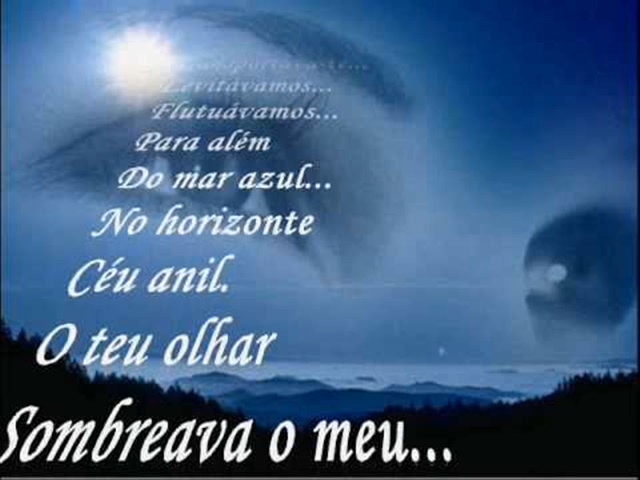 Levitávamos...
Flutuávamos...
Para além
Do mar azul...
No horizonte
Céu anil.
O teu olhar
Sombreava o meu...